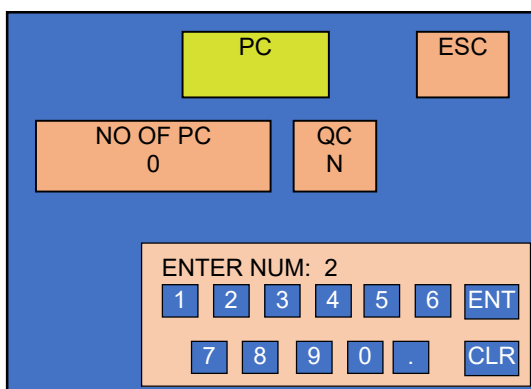 PC
ESC
NO OF PC
0
QC
N
ENTER NUM: 2
1 2 3 4 5 6 ENT
7 8 9 0 . CLR